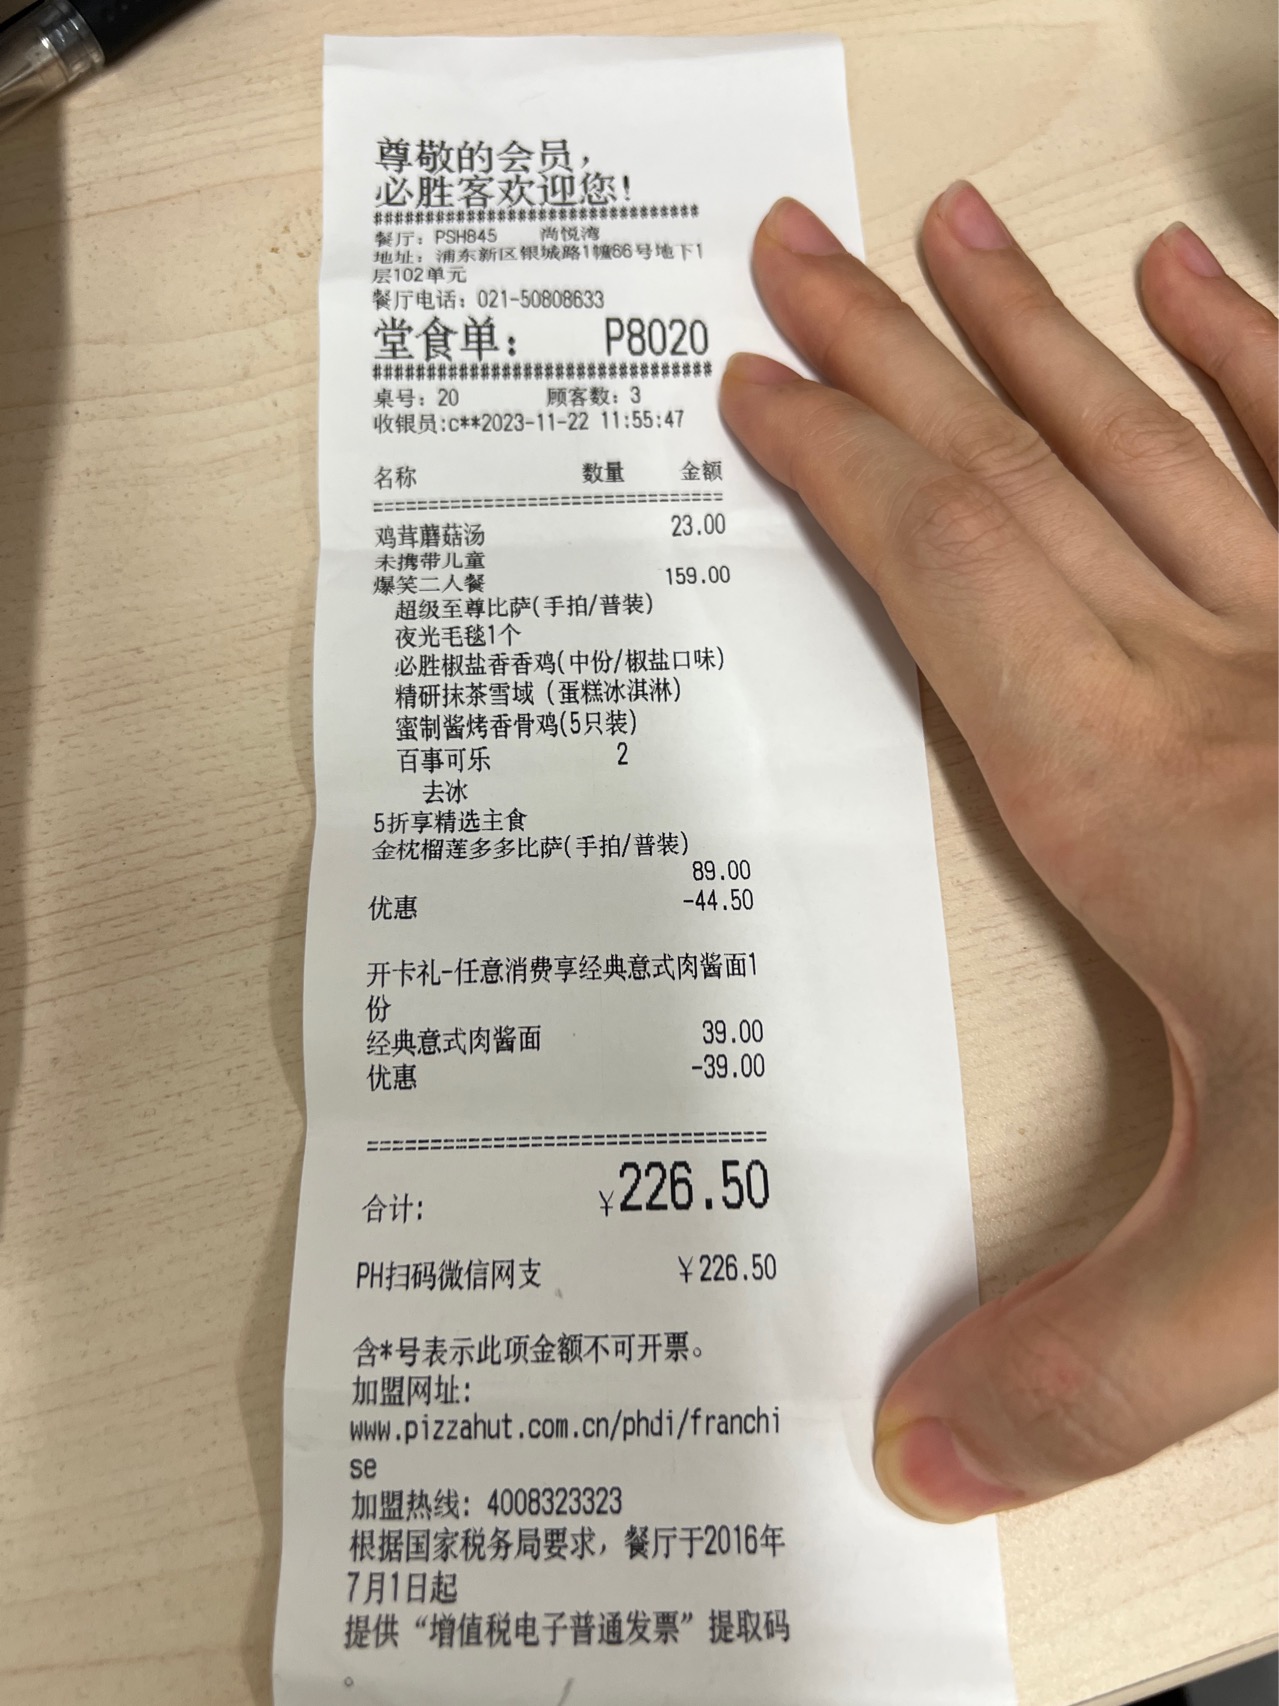 尊敬的会员,
必胜客欢迎您!
################################
餐厅: PSH845 尚悦湾
地址: 浦东新区银城路1幢66号地下1
层102单元
餐厅电话: 021-50808633
堂食单: P8020
################################
桌号: 20 顾客数: 3
收银员:c**2023-11-22 11:55:47
名称 数量 金额
================================
鸡茸蘑菇汤 23.00
未携带儿童
爆笑二人餐 159.00
超级至尊比萨(手拍/普装)
夜光毛毯1个
必胜椒盐香香鸡(中份/椒盐口味)
精研抹茶雪域 (蛋糕冰淇淋)
蜜制酱烤香骨鸡(5只装)
百事可乐 2
去冰
5折享精选主食
金枕榴莲多多比萨(手拍/普装)
89.00
优惠 -44.50
开卡礼-任意消费享经典意式肉酱面1
份
经典意式肉酱面 39.00
优惠 -39.00
================================
合计: ¥226.50
PH扫码微信网支 ¥226.50
含*号表示此项金额不可开票。
加盟网址:
www.pizzahut.com.cn/phdi/franchi
se
加盟热线: 4008323323
根据国家税务局要求, 餐厅于2016年
7月1日起
提供“增值税电子普通发票”提取码
。